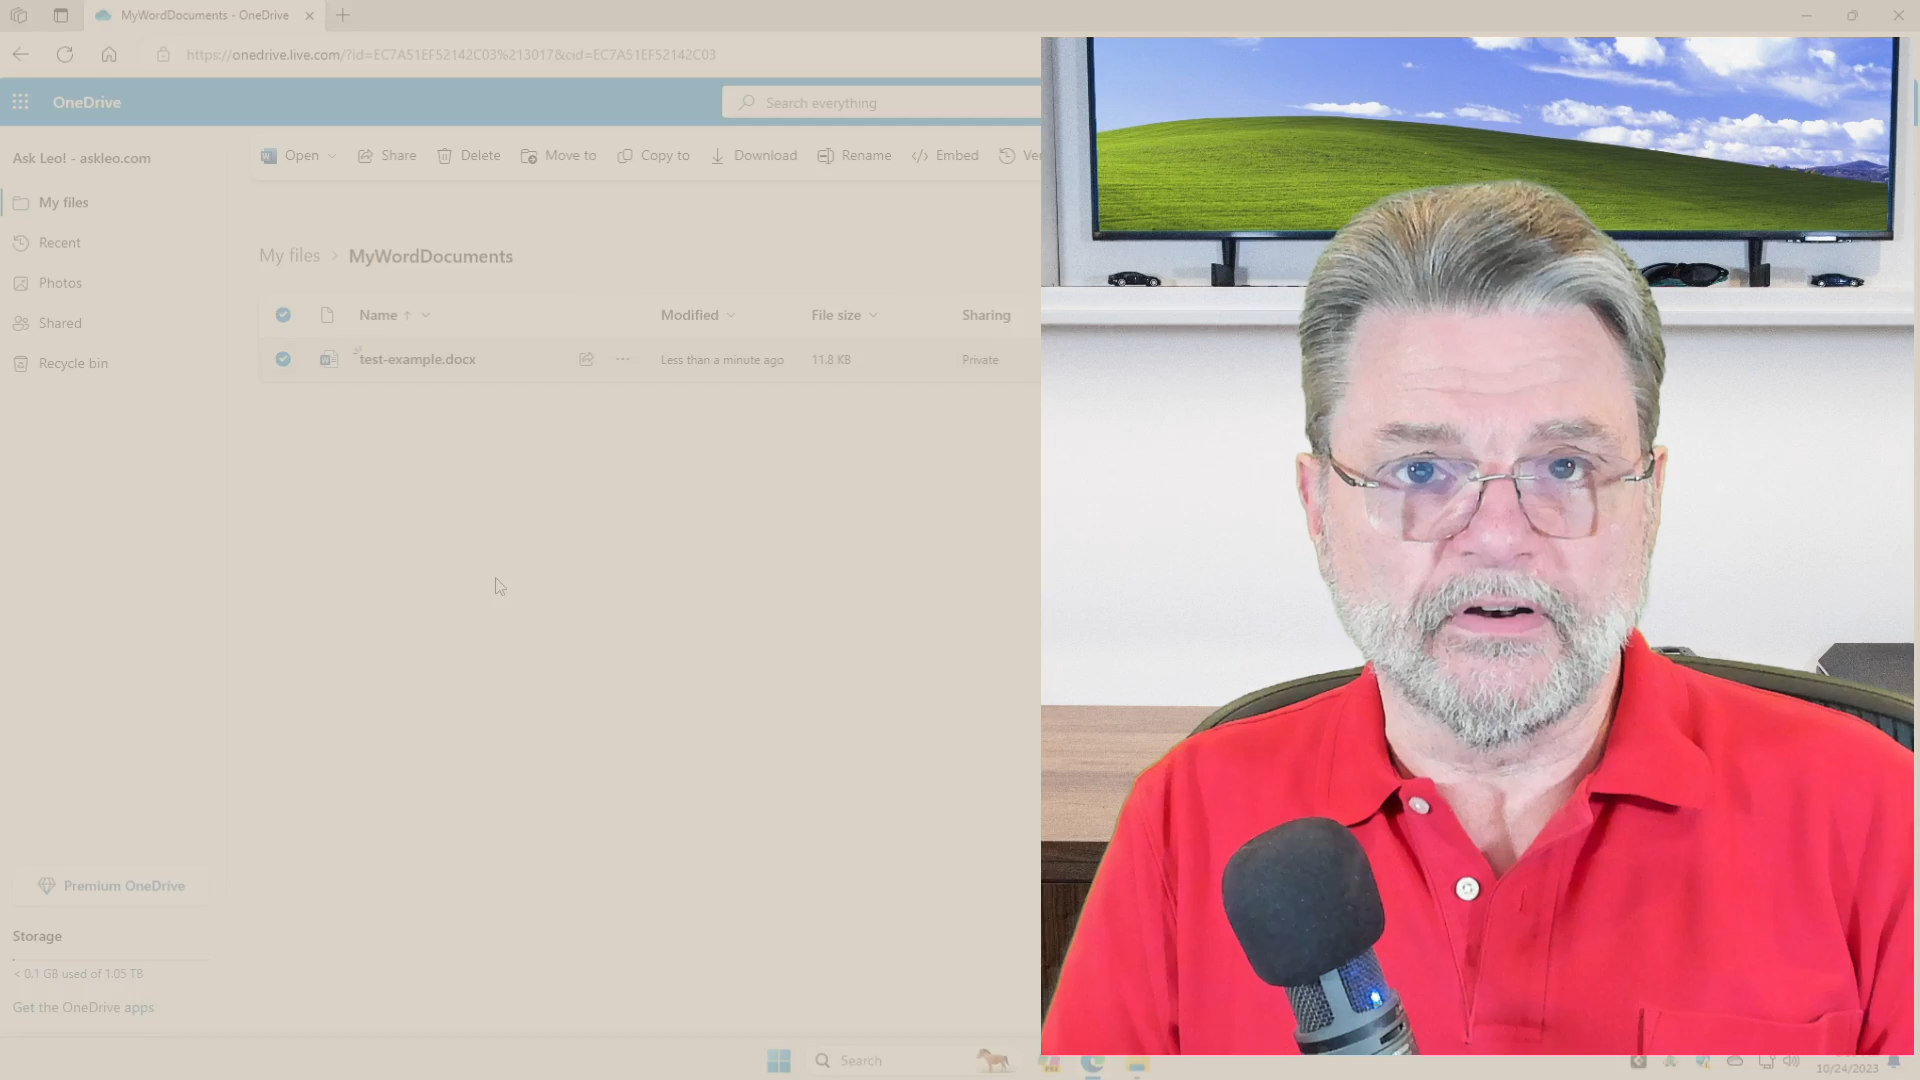 MyWordDocuments - OneDrive
https://onedrive.live.com/?id=EC7A51EF52142C03%213017&cid=EC7A51EF52142C03
OneDrive
Search everything
Ask Leo! - askleo.com
Open
Share
Delete
Move to
Copy to
Download
Rename
Embed
My files
Recent
Photos
Shared
Recycle bin
My files > MyWordDocuments
Name
Modified
File size
Sharing
test-example.docx
Less than a minute ago
11.8 KB
Private
Premium OneDrive
Storage
< 0.1 GB used of 1.05 TB
Get the OneDrive apps
Search
10/24/2023